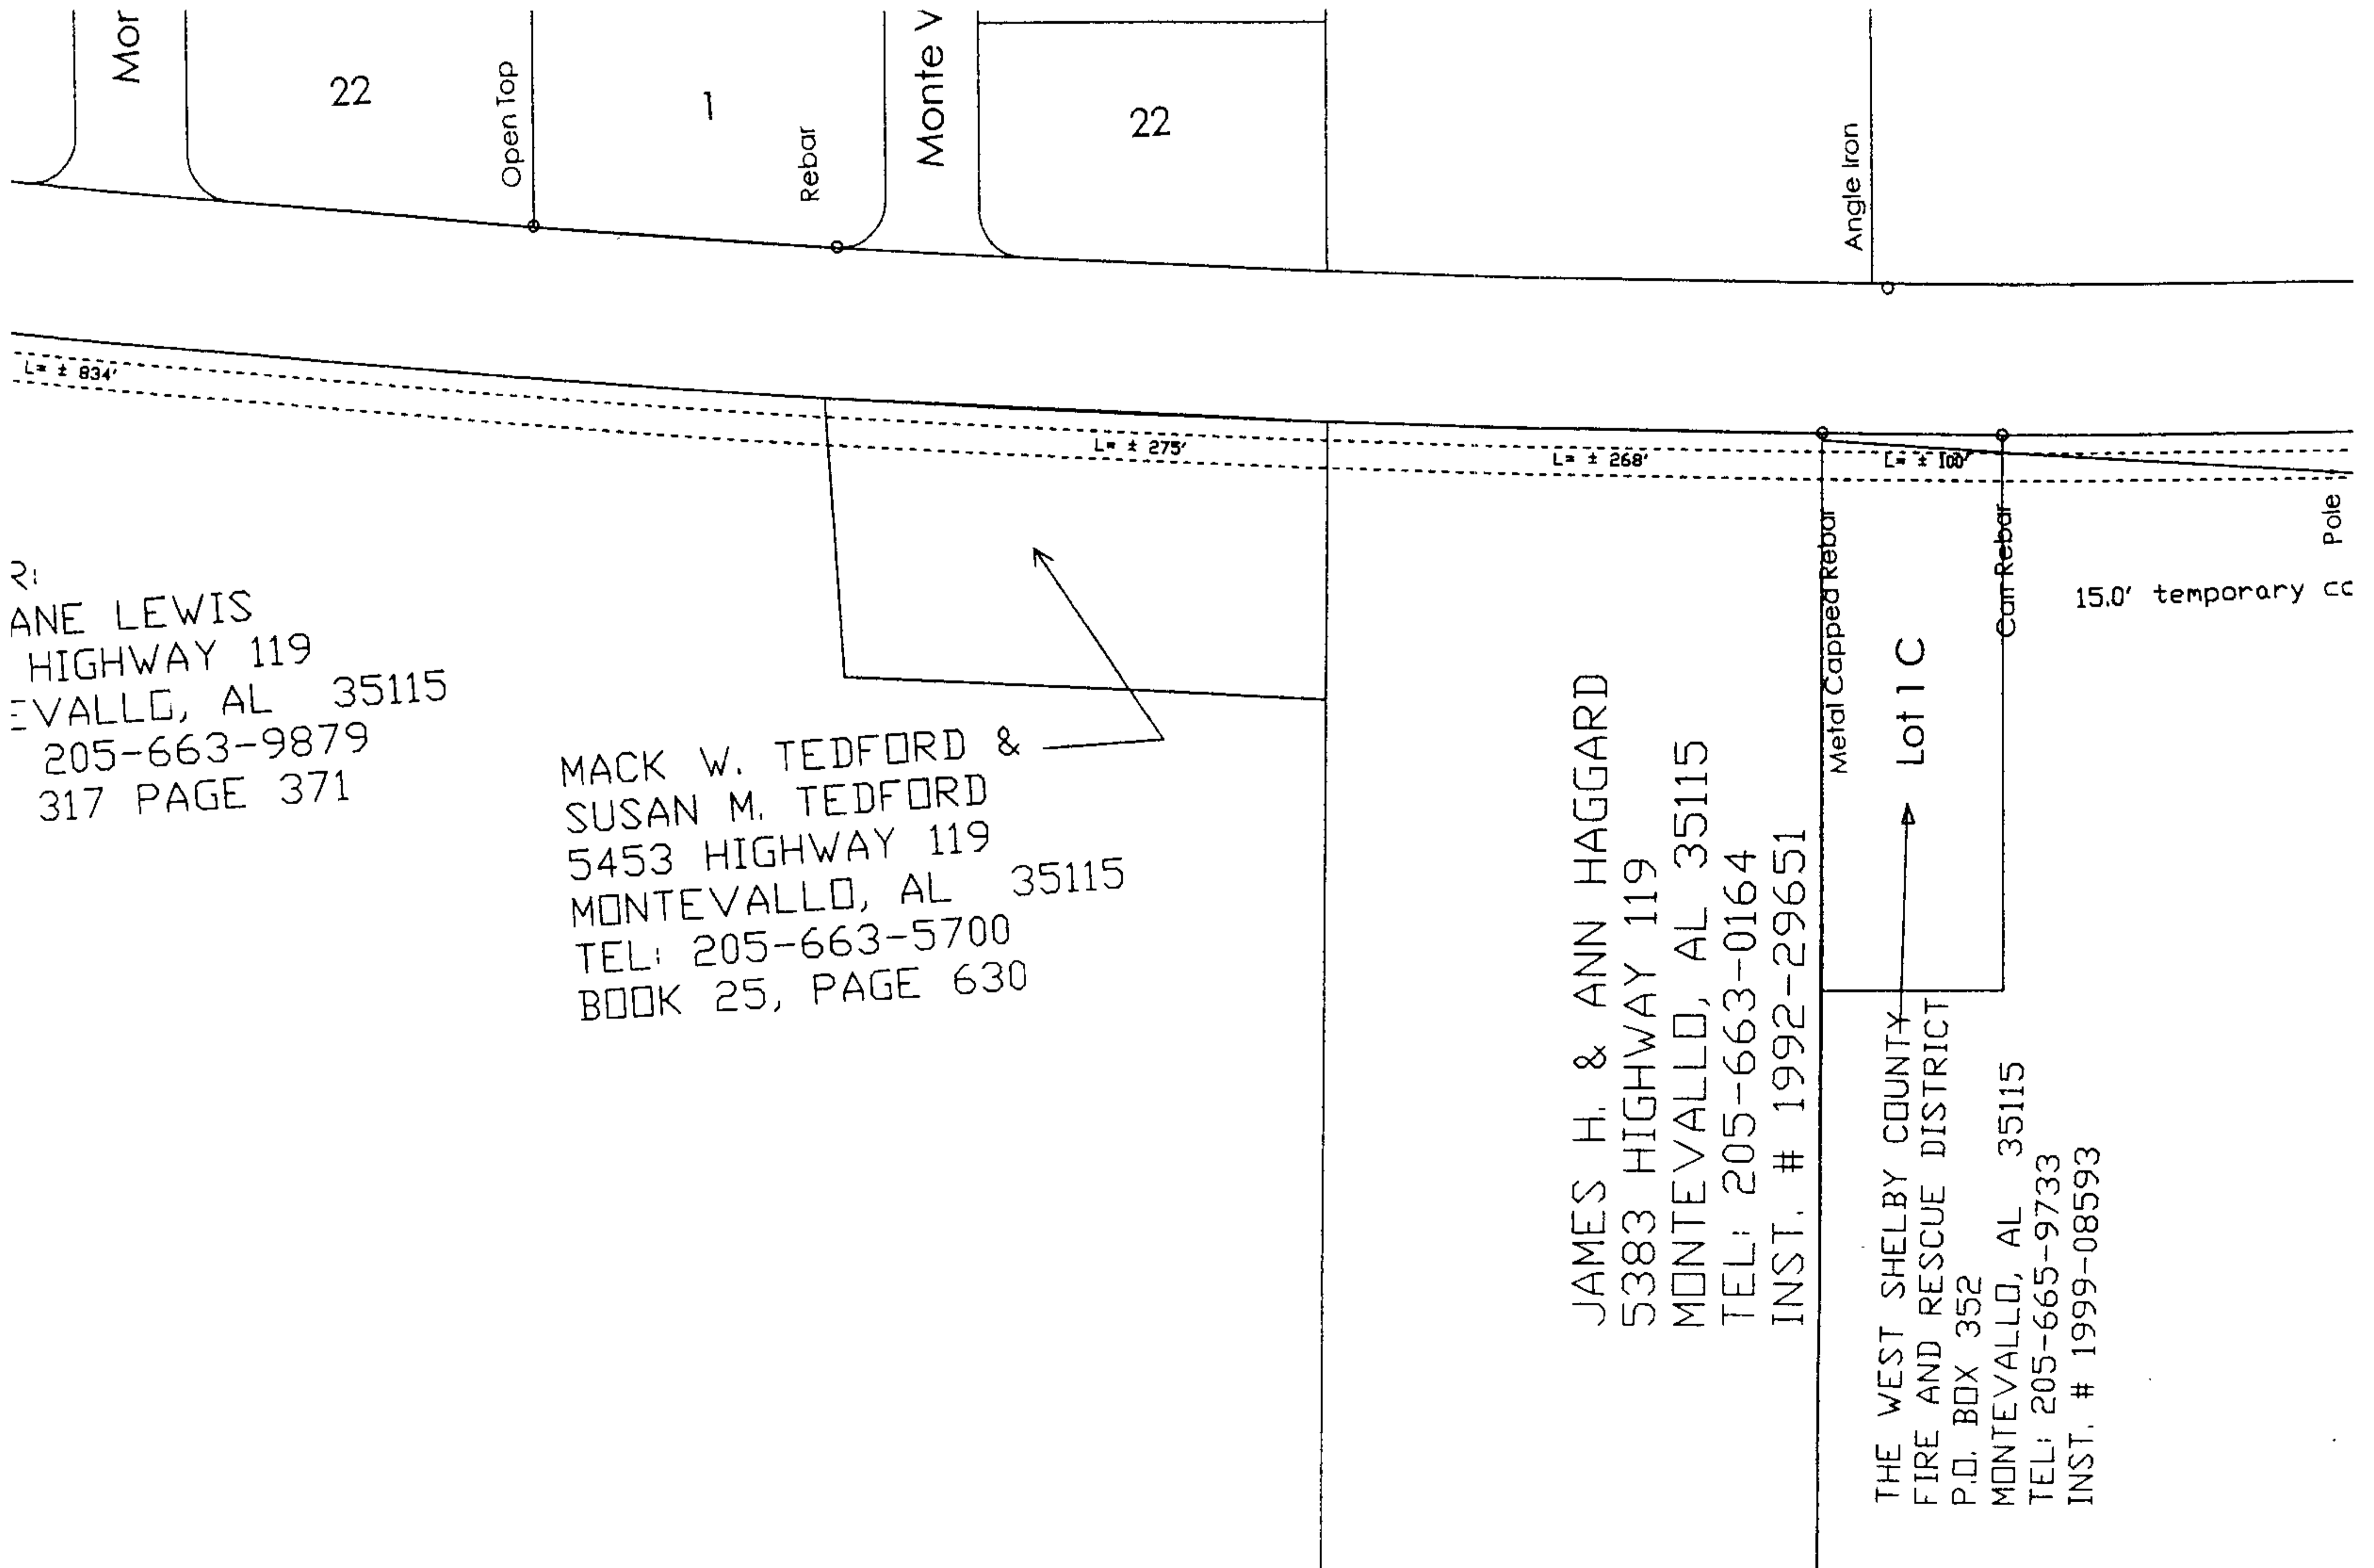 Mor
22
Open Top
1
Rebar
Monte V
22
Angle Iron
L= ± 834'
L= ± 275'
L= ± 268'
L= ± 100'
Metal Capped Rebar
Lot 1 C
Rebar
Pole
15.0' temporary
R:
ANE LEWIS
HIGHWAY 119
EVALLO, AL 35115
205-663-9879
317 PAGE 371
MACK W. TEDFORD &
SUSAN M. TEDFORD
5453 HIGHWAY 119
MONTEVALLO, AL 35115
TEL: 205-663-5700
BOOK 25, PAGE 630
JAMES H. & ANN HAGGARD
5383 HIGHWAY 119
MONTEVALLO, AL 35115
TEL: 205-663-0164
INST. # 1992-29651
THE WEST SHELBY COUNTY
FIRE AND RESCUE DISTRICT
P.O. BOX 352
MONTEVALLO, AL 35115
TEL: 205-665-9733
INST. # 1999-08593